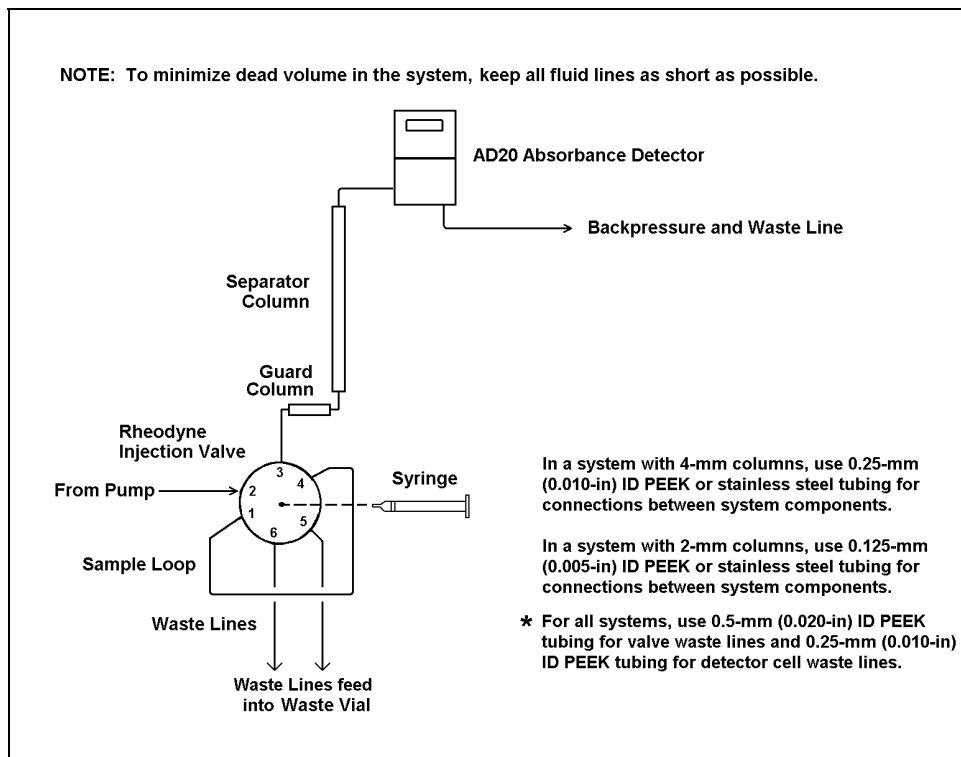 NOTE: To minimize dead volume in the system, keep all fluid lines as short as possible.
AD20 Absorbance Detector
Backpressure and Waste Line
Separator
Column
Guard
Column
Rheodyne
Injection Valve
3
4
From Pump
2
Syringe
1
5
6
Sample Loop
Waste Lines
Waste Lines feed
into Waste Vial
In a system with 4-mm columns, use 0.25-mm
(0.010-in) ID PEEK or stainless steel tubing for
connections between system components.
In a system with 2-mm columns, use 0.125-mm
(0.005-in) ID PEEK or stainless steel tubing for
connections between system components.
* For all systems, use 0.5-mm (0.020-in) ID PEEK
tubing for valve waste lines and 0.25-mm (0.010-in)
ID PEEK tubing for detector cell waste lines.